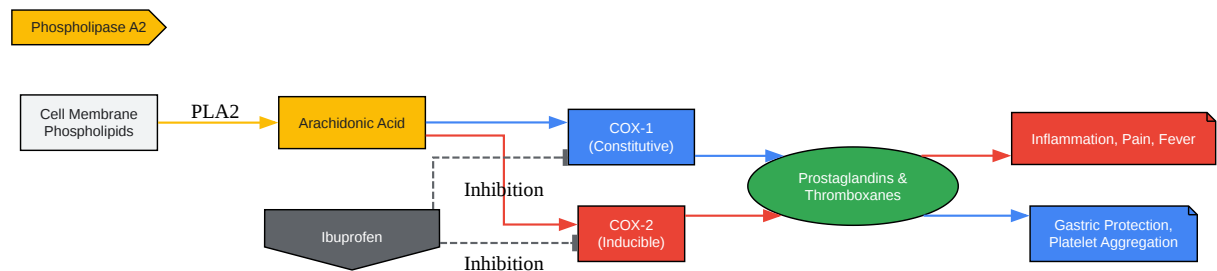 Phospholipase A2
Cell Membrane
Phospholipids
PLA2
Arachidonic Acid
COX-1
(Constitutive)
Inhibition
Ibuprofen
COX-2
(Inducible)
Inhibition
Prostaglandins &
Thromboxanes
Inflammation, Pain, Fever
Gastric Protection,
Platelet Aggregation